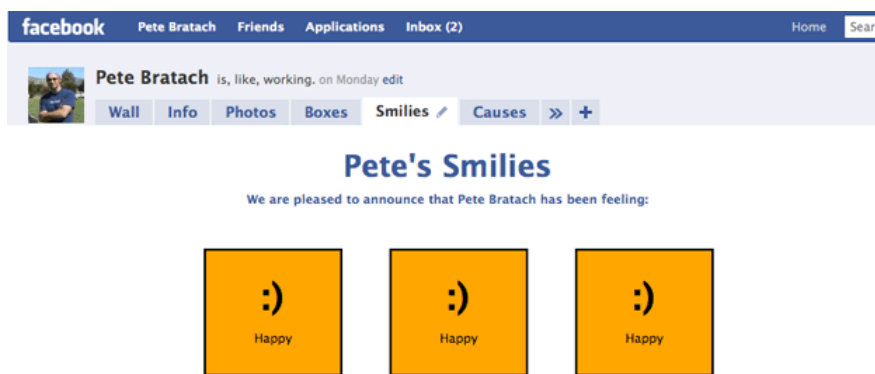 facebook Pete Bratach Friends Applications Inbox (2) Home Sear
Pete Bratach is, like, working. on Monday edit
Wall Info Photos Boxes Smilies Causes » +
Pete's Smilies
We are pleased to announce that Pete Bratach has been feeling:
:) :) :)
Happy Happy Happy